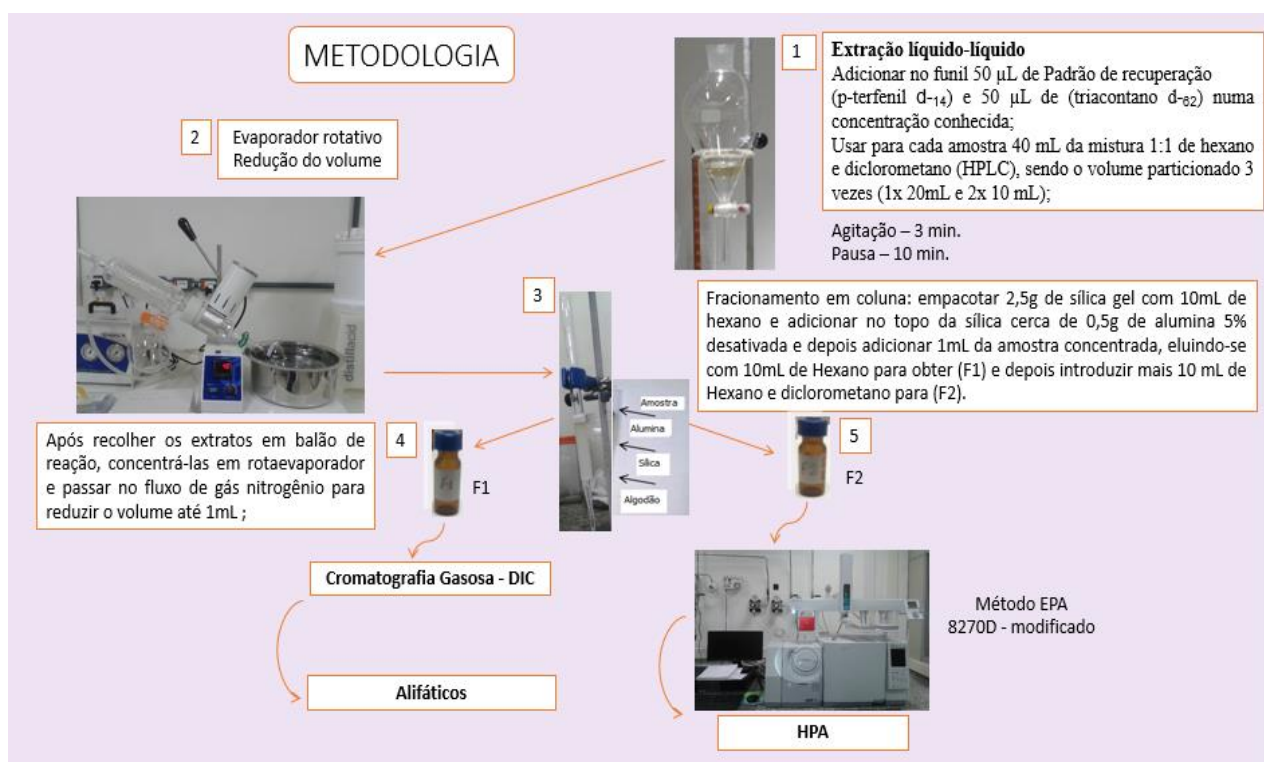 METODOLOGIA
1
Extração líquido-líquido
Adicionar no funil 50 µL de Padrão de recuperação
(p-terfenil d-14) e 50 µL de (triacontano d-62) numa
concentração conhecida;
Usar para cada amostra 40 mL da mistura 1:1 de hexano
e diclorometano (HPLC), sendo o volume particionado 3
vezes (1x 20mL e 2x 10 mL);
Agitação – 3 min.
Pausa – 10 min.
2
Evaporador rotativo
Redução do volume
distillacid
3
Fracionamento em coluna: empacotar 2,5g de sílica gel com 10mL de
hexano e adicionar no topo da sílica cerca de 0,5g de alumina 5%
desativada e depois adicionar 1mL da amostra concentrada, eluindo-se
com 10mL de Hexano para obter (F1) e depois introduzir mais 10 mL de
Hexano e diclorometano para (F2).
Amostra
Alumina
Sílica
Algodão
Após recolher os extratos em balão de
reação, concentrá-las em rotaevaporador
e passar no fluxo de gás nitrogênio para
reduzir o volume até 1mL ;
4
F1
5
F2
Cromatografia Gasosa - DIC
Alifáticos
Método EPA
8270D - modificado
HPA